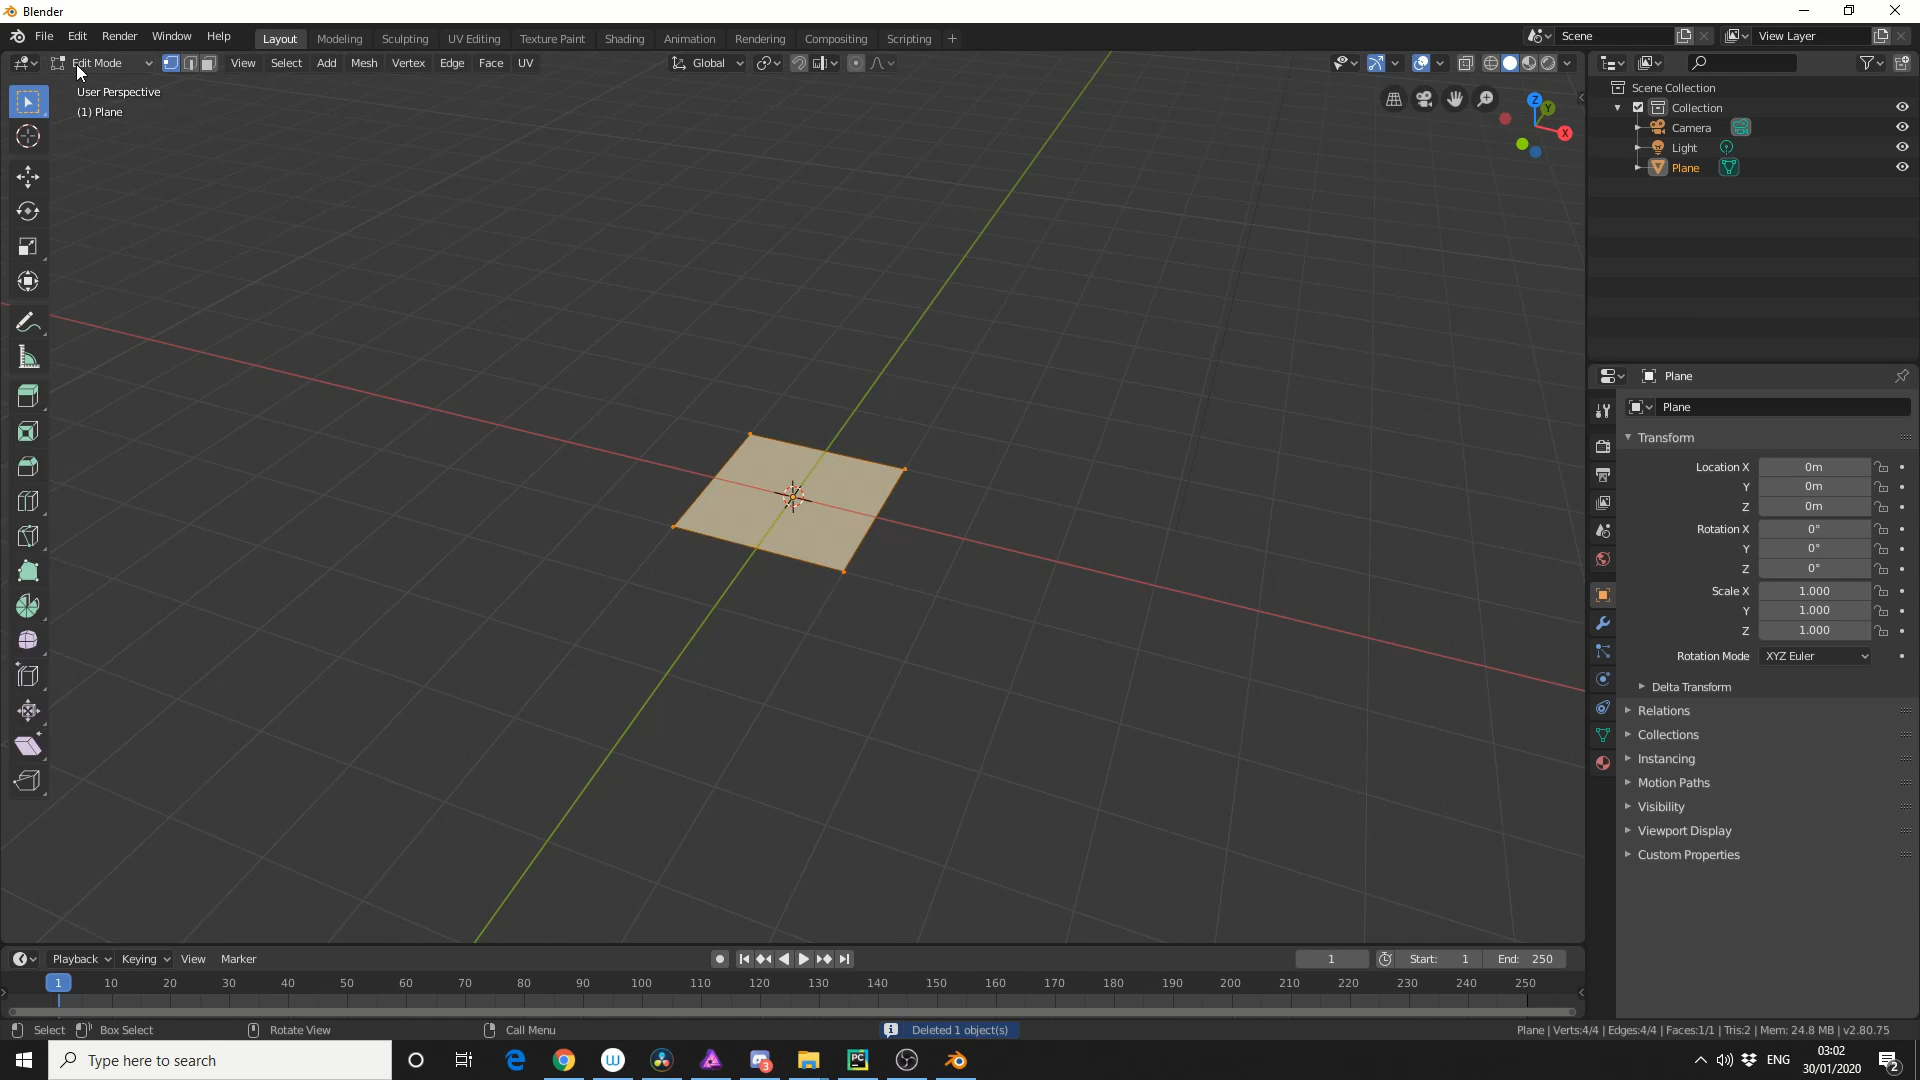 Blender
File Edit Render Window Help Layout Modeling Sculpting UV Editing Texture Paint Shading Animation Rendering Compositing Scripting + Scene View Layer
Edit Mode View Select Add Mesh Vertex Edge Face UV Global
User Perspective
(1) Plane
Z Y X
Scene Collection
Collection
Camera
Light
Plane
Plane
Plane
Transform
Location X 0m
Y 0m
Z 0m
Rotation X 0°
Y 0°
Z 0°
Scale X 1.000
Y 1.000
Z 1.000
Rotation Mode XYZ Euler
Delta Transform
Relations
Collections
Instancing
Motion Paths
Visibility
Viewport Display
Custom Properties
Playback Keying View Marker 1 Start: 1 End: 250
1 10 20 30 40 50 60 70 80 90 100 110 120 130 140 150 160 170 180 190 200 210 220 230 240 250
Select Box Select Rotate View Call Menu Deleted 1 object(s) Plane | Verts:4/4 | Edges:4/4 | Faces:1/1 | Tris:2 | Mem: 24.8 MB | v2.80.75
Type here to search W 3 PC ENG 03:02
30/01/2020 2